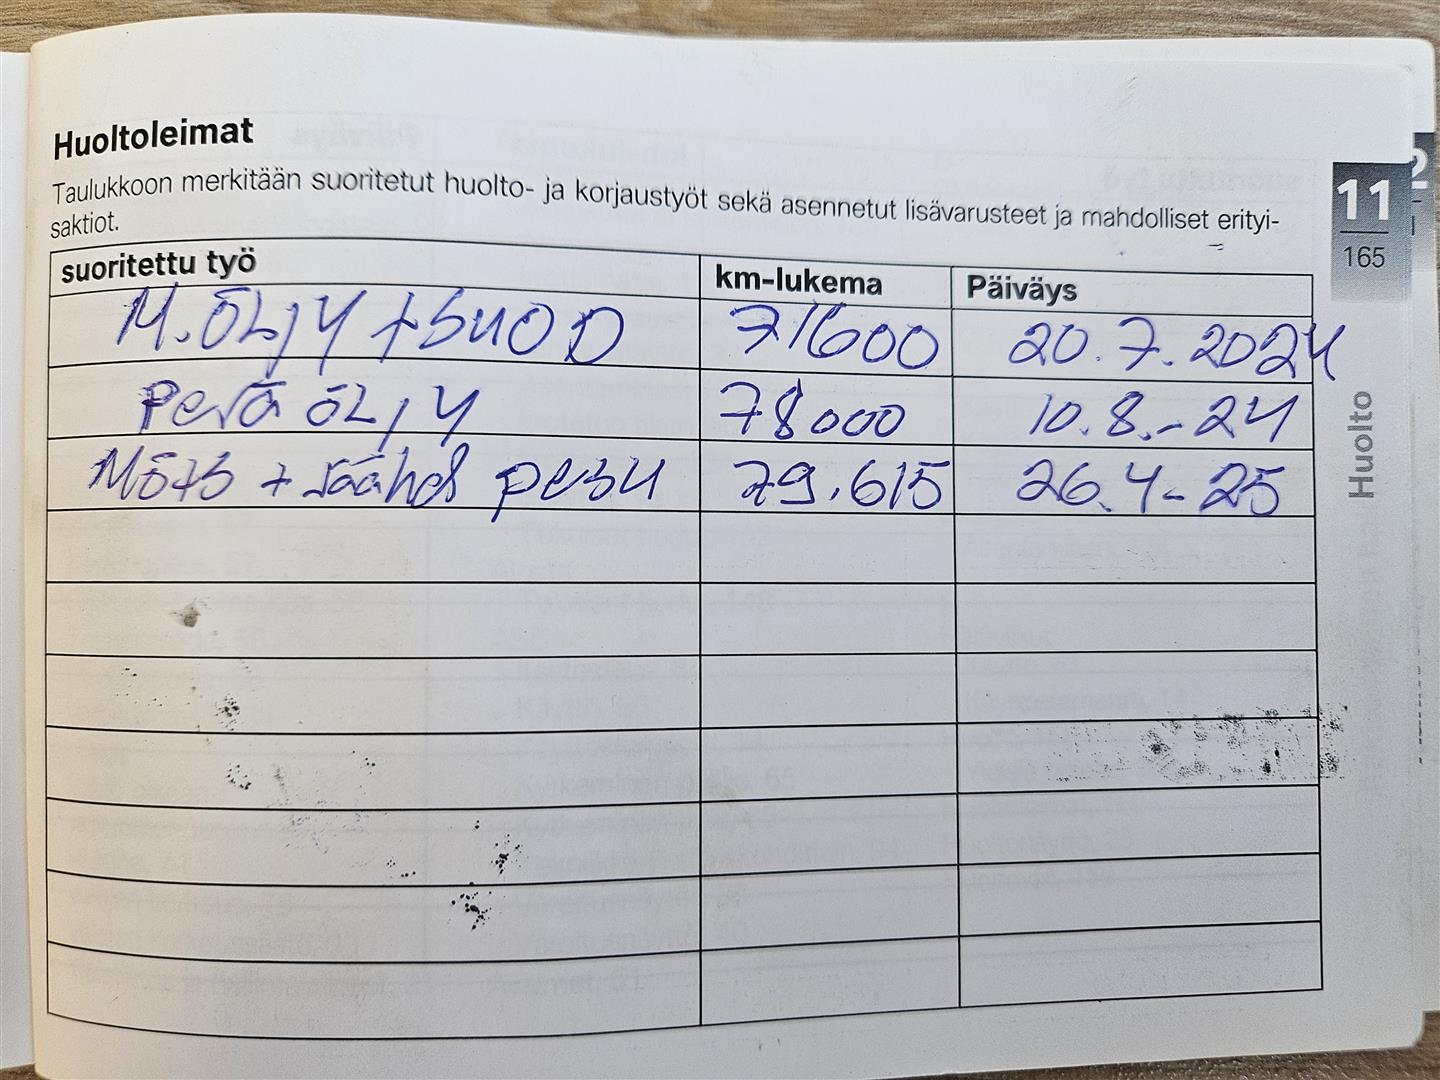 Huoltoleimat
Taulukkoon merkitään suoritetut huolto- ja korjaustyöt sekä asennetut lisävarusteet ja mahdolliset erityi-
saktiot.
suoritettu työ km-lukema Päiväys
M.ÖLJY + SUOD 71600 20.7.2024
Perä ÖLJY 78000 10.8.-24
+ pesu 79.615 26.4-25
11
165
Huolto